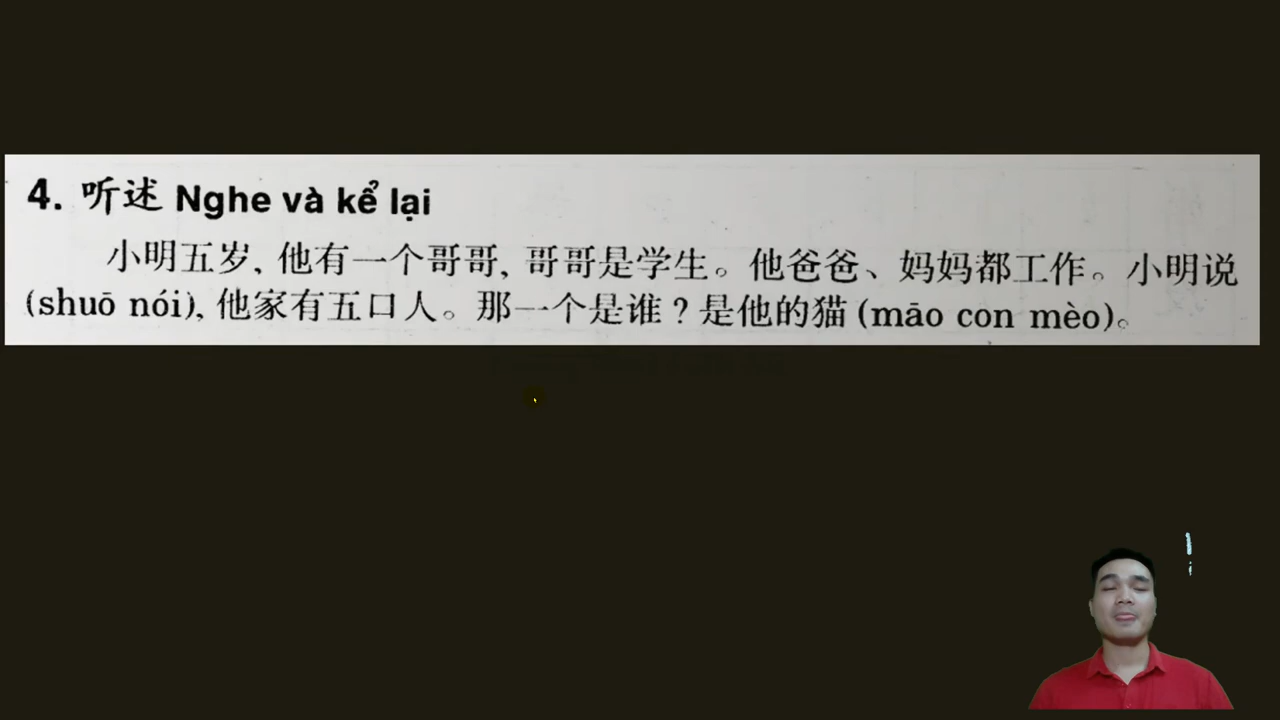 4. 听述 Nghe và kể lại
小明五岁, 他有一个哥哥, 哥哥是学生。他爸爸、妈妈都工作。小明说
(shuō nói), 他家有五口人。那一个是谁？是他的猫 (māo con mèo)。